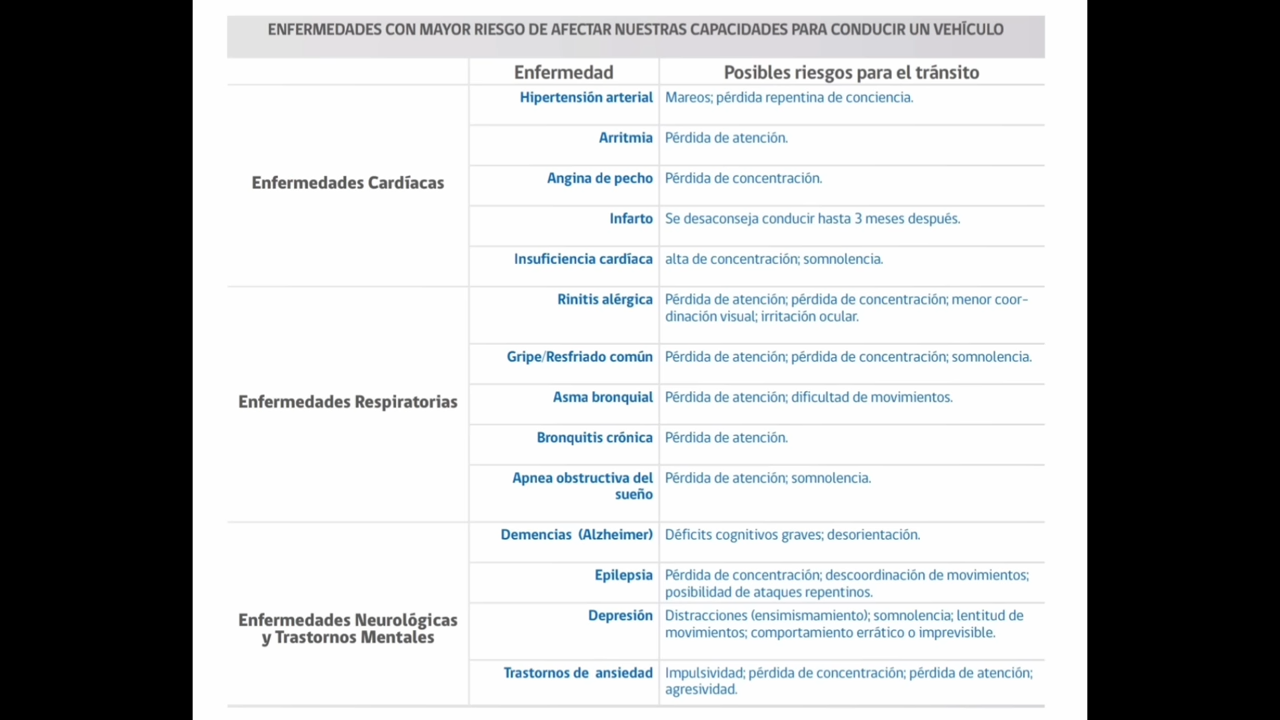 ENFERMEDADES CON MAYOR RIESGO DE AFECTAR NUESTRAS CAPACIDADES PARA CONDUCIR UN VEHÍCULO
Enfermedad Posibles riesgos para el tránsito
Enfermedades Cardíacas
Hipertensión arterial Mareos; pérdida repentina de conciencia.
Arritmia Pérdida de atención.
Angina de pecho Pérdida de concentración.
Infarto Se desaconseja conducir hasta 3 meses después.
Insuficiencia cardíaca alta de concentración; somnolencia.
Enfermedades Respiratorias
Rinitis alérgica Pérdida de atención; pérdida de concentración; menor coor-
dinación visual; irritación ocular.
Gripe/Resfriado común Pérdida de atención; pérdida de concentración; somnolencia.
Asma bronquial Pérdida de atención; dificultad de movimientos.
Bronquitis crónica Pérdida de atención.
Apnea obstructiva del Pérdida de atención; somnolencia.
sueño
Enfermedades Neurológicas
y Trastornos Mentales
Demencias (Alzheimer) Déficits cognitivos graves; desorientación.
Epilepsia Pérdida de concentración; descoordinación de movimientos;
posibilidad de ataques repentinos.
Depresión Distracciones (ensimismamiento); somnolencia; lentitud de
movimientos; comportamiento errático o imprevisible.
Trastornos de ansiedad Impulsividad; pérdida de concentración; pérdida de atención;
agresividad.